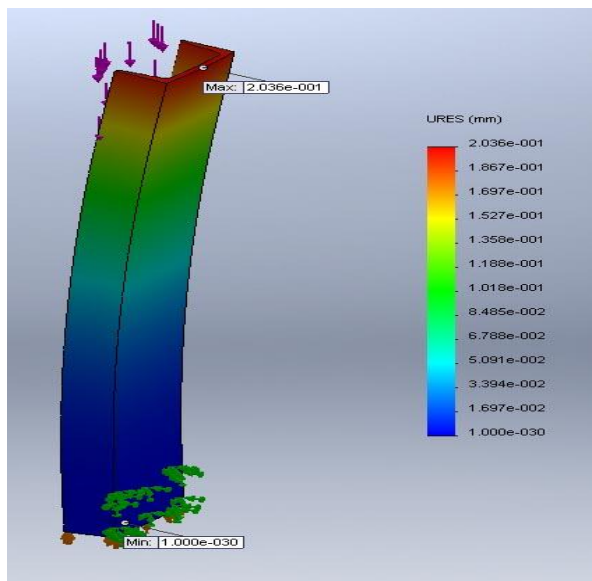 Max: 2.036e-001
URES (mm)
2.036e-001
1.867e-001
1.697e-001
1.527e-001
1.358e-001
1.188e-001
1.018e-001
8.485e-002
6.788e-002
5.091e-002
3.394e-002
1.697e-002
1.000e-030
Min: 1.000e-030